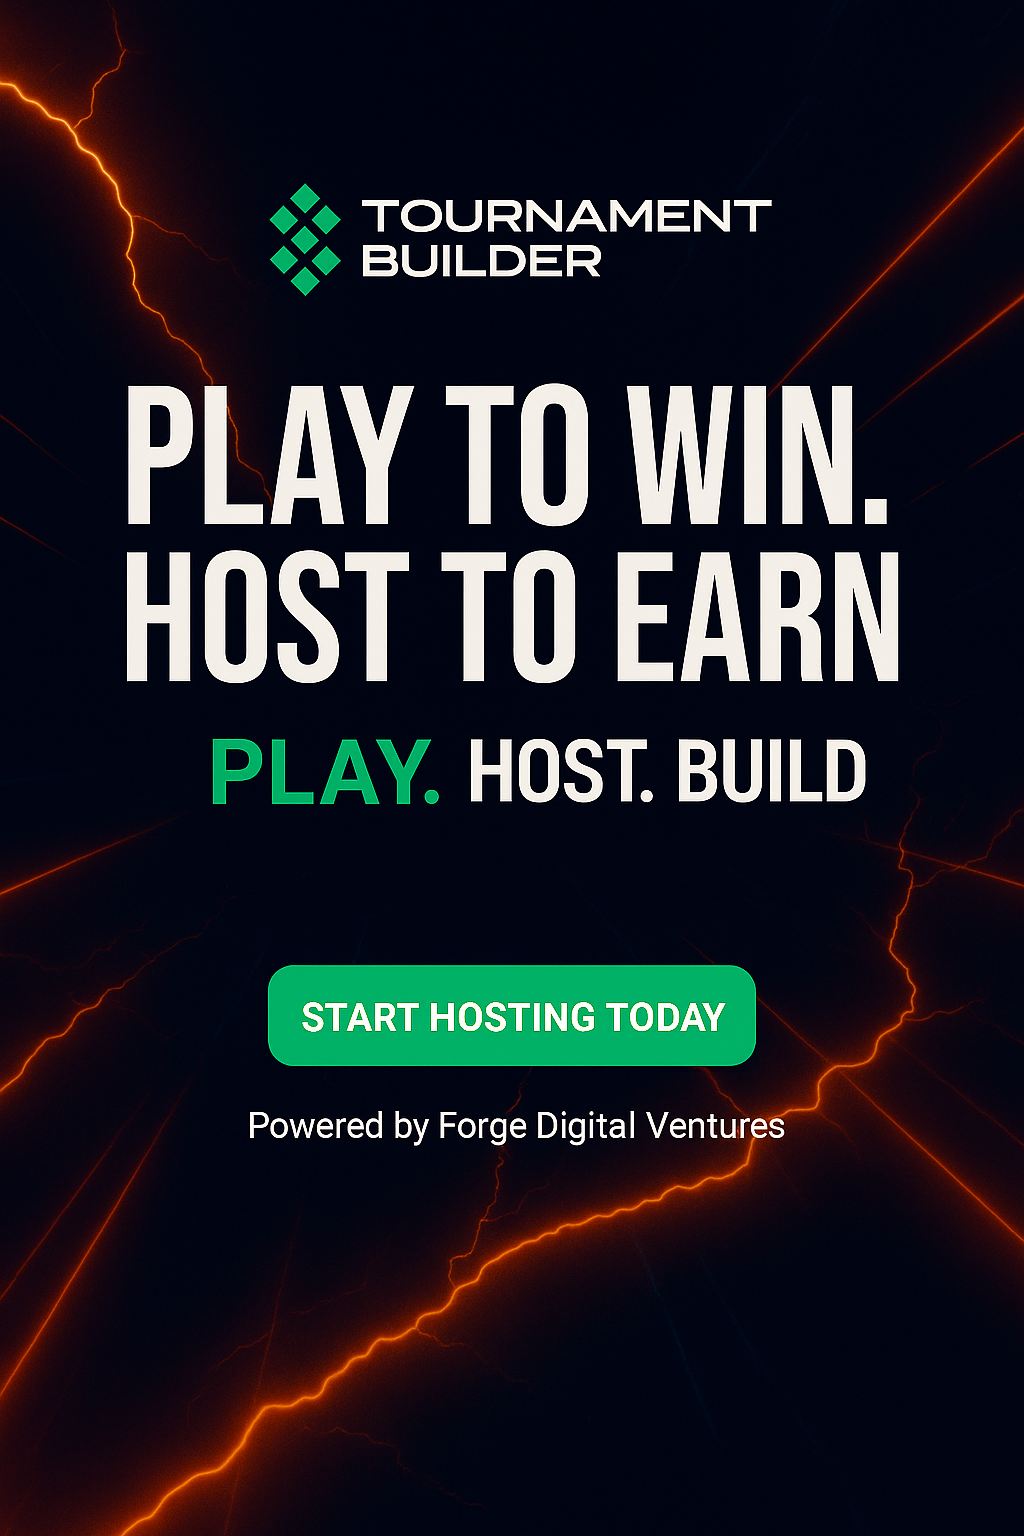 TOURNAMENT
BUILDER
PLAY TO WIN.
HOST TO EARN
PLAY. HOST. BUILD
START HOSTING TODAY
Powered by Forge Digital Ventures